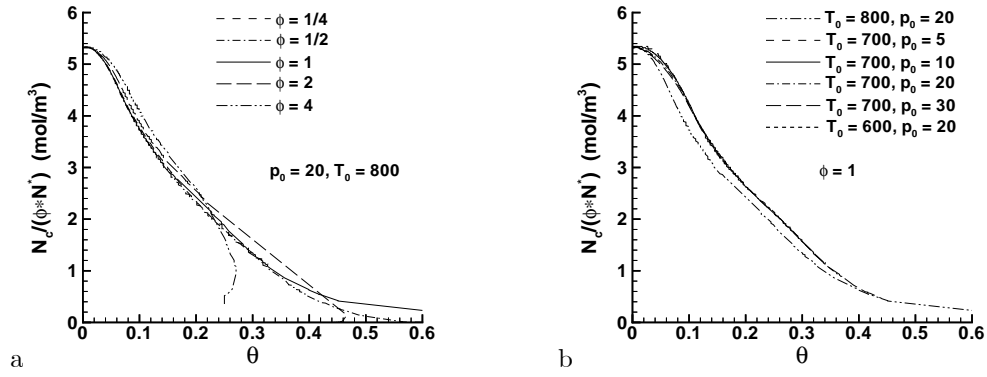 N_c/(ϕ*N*) (mol/m³)
6
5
4
3
2
1
0
0 0.1 0.2 0.3 0.4 0.5 0.6
θ
ϕ = 1/4
ϕ = 1/2
ϕ = 1
ϕ = 2
ϕ = 4
p₀ = 20, T₀ = 800
a
N_c/(ϕ*N*) (mol/m³)
6
5
4
3
2
1
0
0 0.1 0.2 0.3 0.4 0.5 0.6
θ
T₀ = 800, p₀ = 20
T₀ = 700, p₀ = 5
T₀ = 700, p₀ = 10
T₀ = 700, p₀ = 20
T₀ = 700, p₀ = 30
T₀ = 600, p₀ = 20
ϕ = 1
b